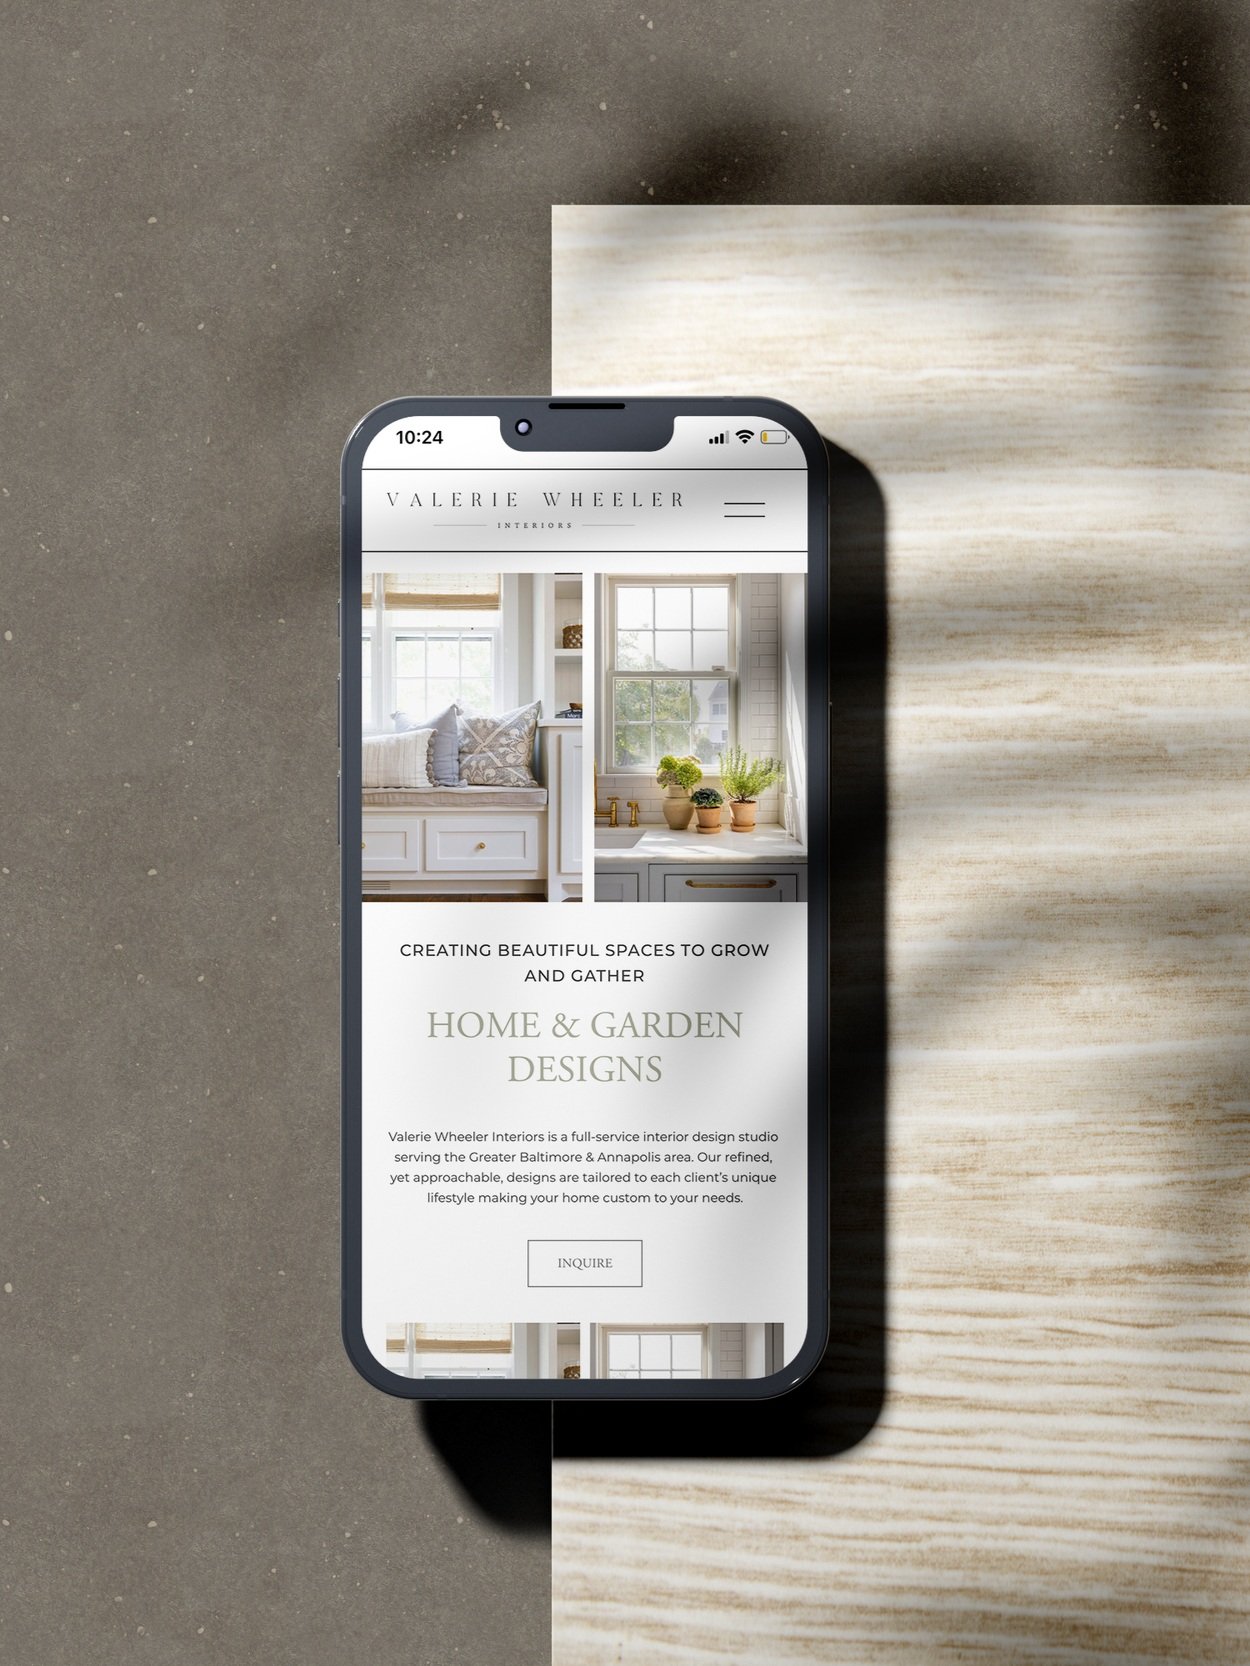 10:24
VALERIE WHEELER
INTERIORS
CREATING BEAUTIFUL SPACES TO GROW
AND GATHER
HOME & GARDEN
DESIGNS
Valerie Wheeler Interiors is a full-service interior design studio
serving the Greater Baltimore & Annapolis area. Our refined,
yet approachable, designs are tailored to each client's unique
lifestyle making your home custom to your needs.
INQUIRE